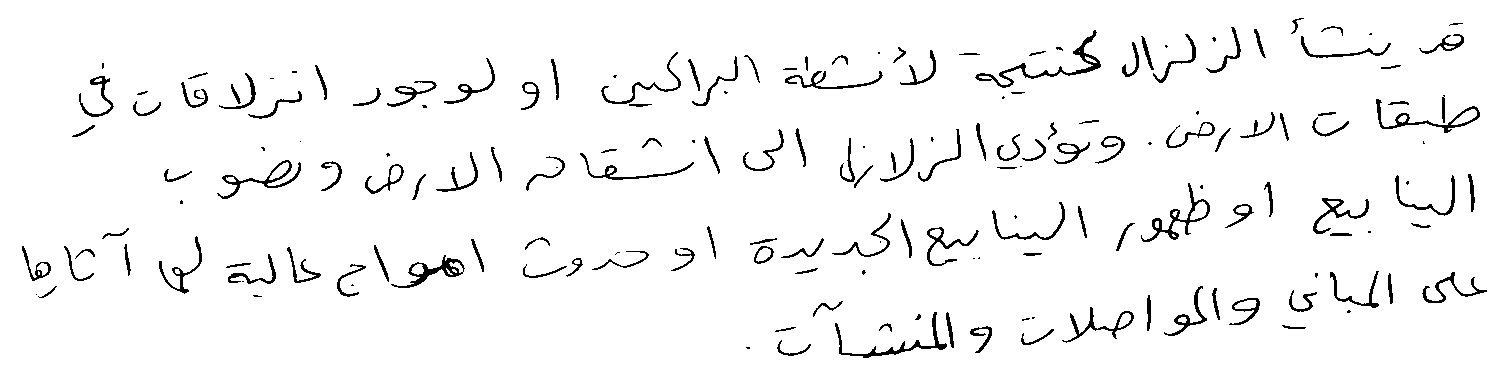 قد ينشأ الزلزال كنتيجة لأنشطة البراكين او لوجود انزلاقات في
طبقات الارض. وتؤدي الزلازل الى انشقاق الارض ونضوب
الينابيع او ظهور الينابيع الجديدة او حدوث امواج عالية لها آثارها
على المباني والمواصلات والمنشآت.